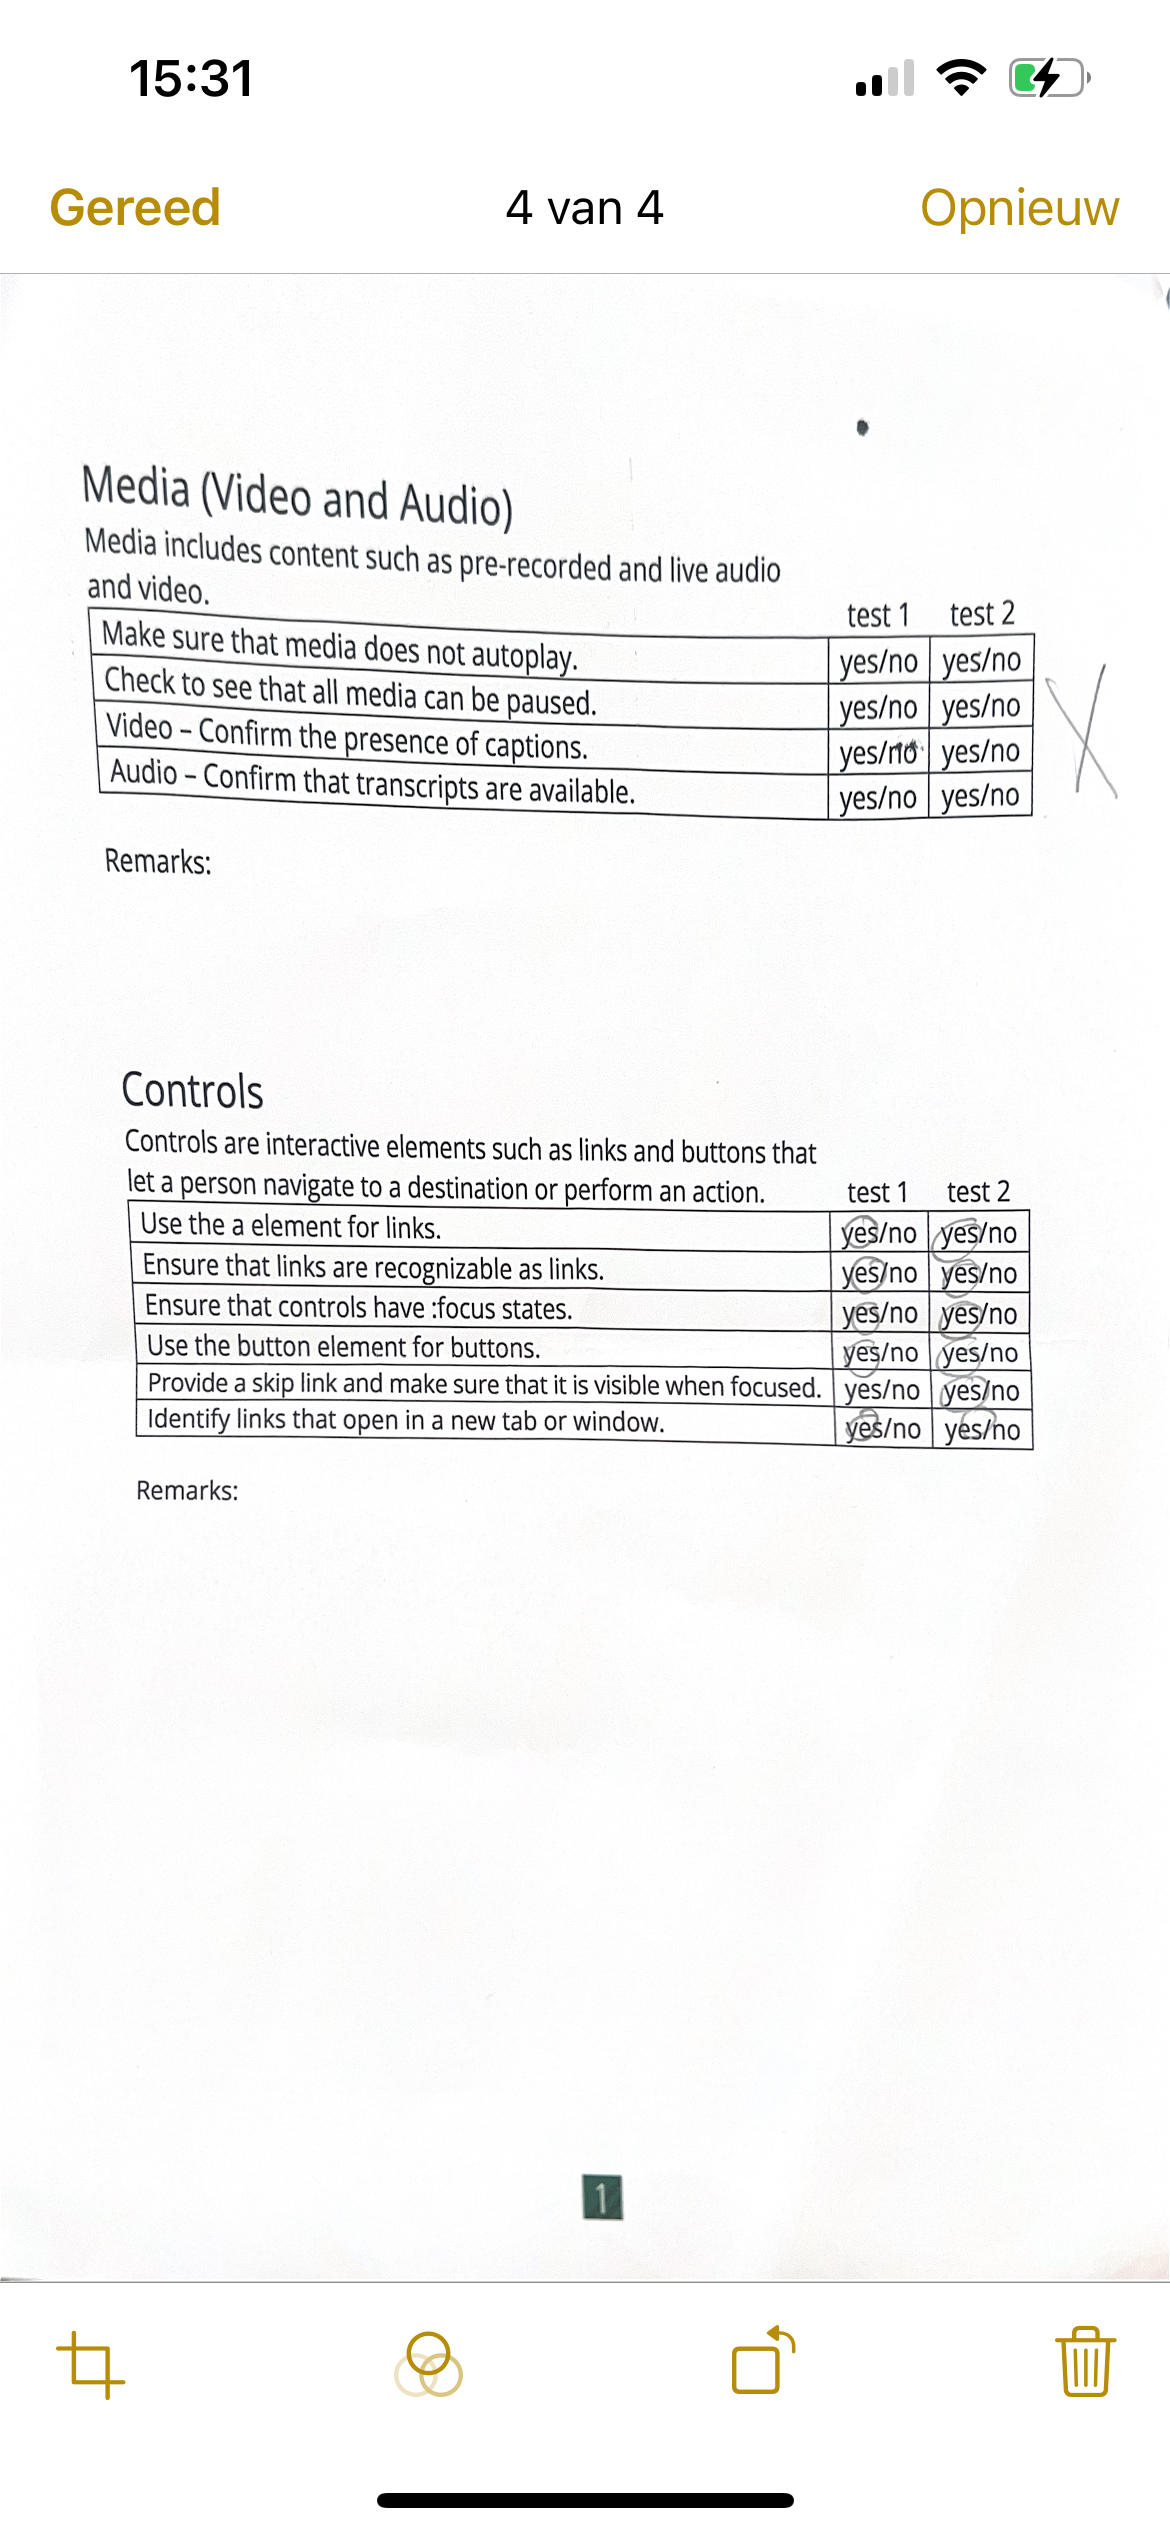 15:31
Gereed 4 van 4 Opnieuw
Media (Video and Audio)
Media includes content such as pre-recorded and live audio
and video.
test 1 test 2
Make sure that media does not autoplay. yes/no yes/no
Check to see that all media can be paused. yes/no yes/no
Video – Confirm the presence of captions. yes/no yes/no
Audio – Confirm that transcripts are available. yes/no yes/no
X
Remarks:
Controls
Controls are interactive elements such as links and buttons that
let a person navigate to a destination or perform an action. test 1 test 2
Use the a element for links. yes/no yes/no
Ensure that links are recognizable as links. yes/no yes/no
Ensure that controls have :focus states. yes/no yes/no
Use the button element for buttons. yes/no yes/no
Provide a skip link and make sure that it is visible when focused. yes/no yes/no
Identify links that open in a new tab or window. yes/no yes/no
Remarks:
1